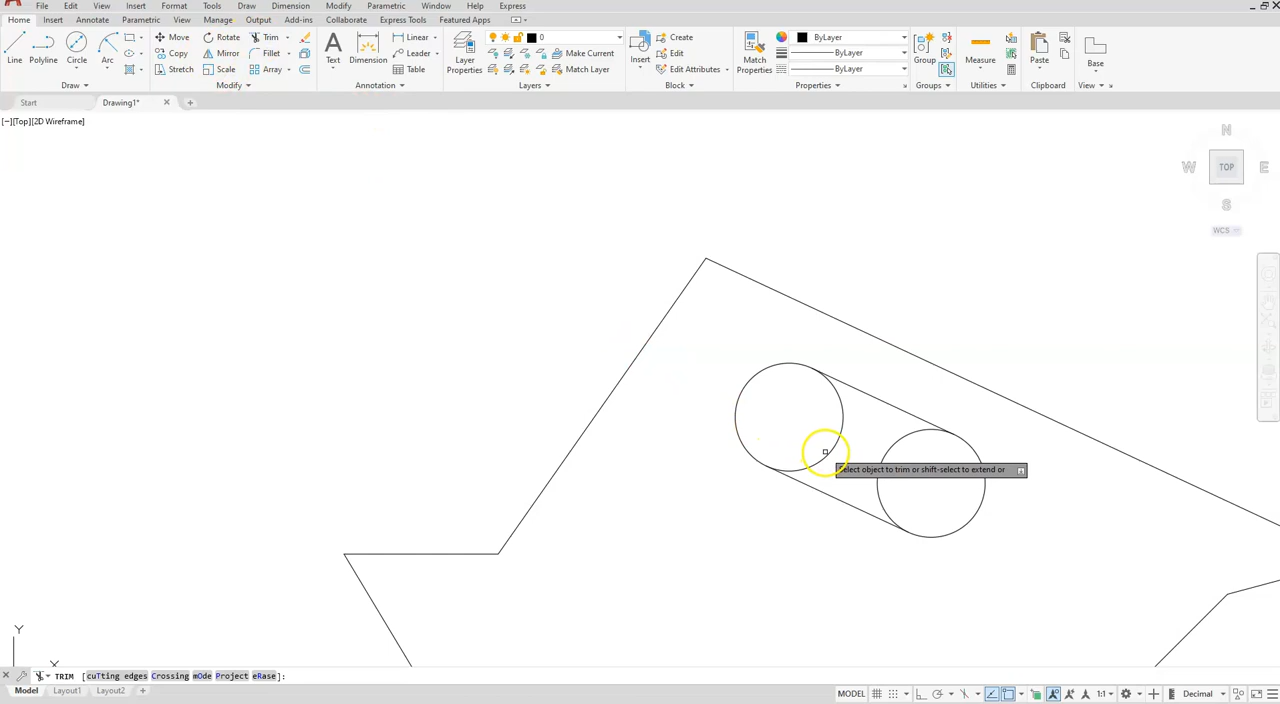 File Edit View Insert Format Tools Draw Dimension Modify Parametric Window Help Express
Home Insert Annotate Parametric View Manage Output Add-ins Collaborate Express Tools Featured Apps
Line Polyline Circle Arc
Draw
Move Rotate Trim
Copy Mirror Fillet
Stretch Scale Array
Modify
Text Dimension
Linear
Leader
Table
Annotation
Layer Properties
0
Make Current
Match Layer
Layers
Insert
Create
Edit
Edit Attributes
Block
Match Properties
ByLayer
ByLayer
ByLayer
Properties
Group
Groups
Measure
Utilities
Paste
Clipboard
Base
View
Start Drawing1*
[−][Top][2D Wireframe]
N
W TOP E
S
WCS
Select object to trim or shift-select to extend or
Y
X
TRIM [cuTting edges Crossing mOde Project eRase]:
Model Layout1 Layout2
MODEL 1:1 Decimal